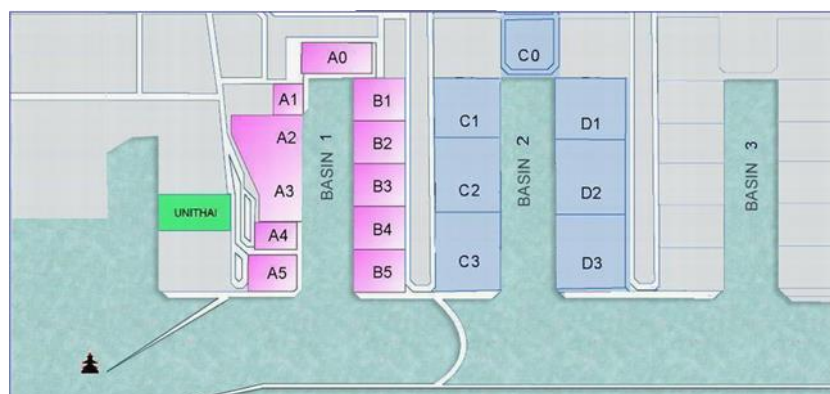 A0
C0
A1
A2
A3
A4
A5
UNITHAI
BASIN 1
B1
B2
B3
B4
B5
C1
C2
C3
BASIN 2
D1
D2
D3
BASIN 3